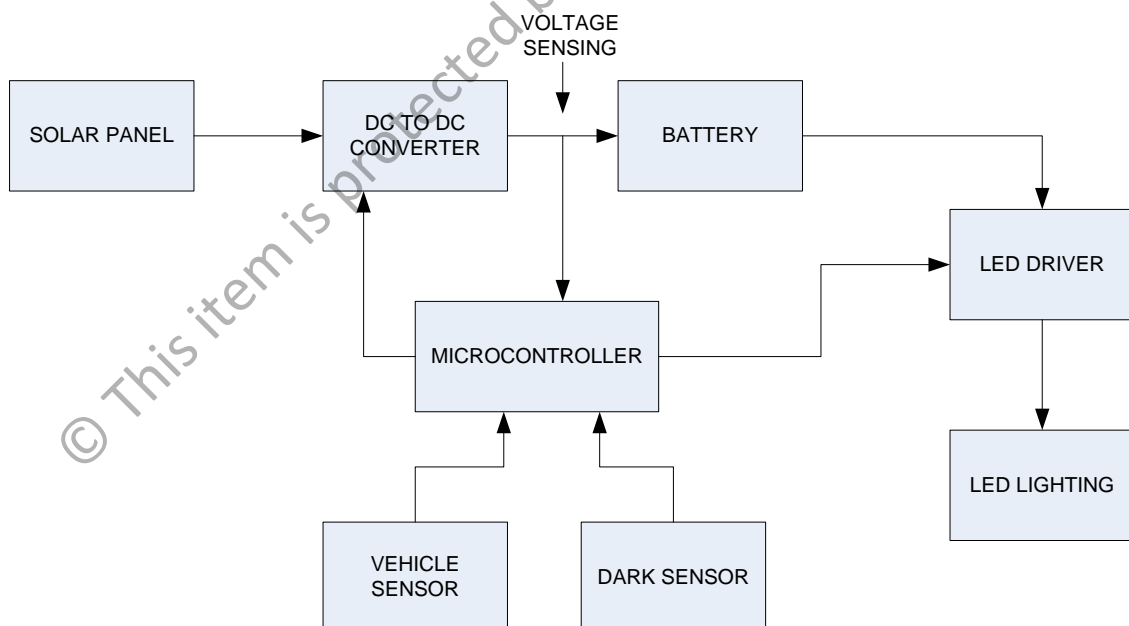 VOLTAGE
SENSING
SOLAR PANEL
DC TO DC
CONVERTER
BATTERY
LED DRIVER
MICROCONTROLLER
LED LIGHTING
VEHICLE
SENSOR
DARK SENSOR
© This item is protected